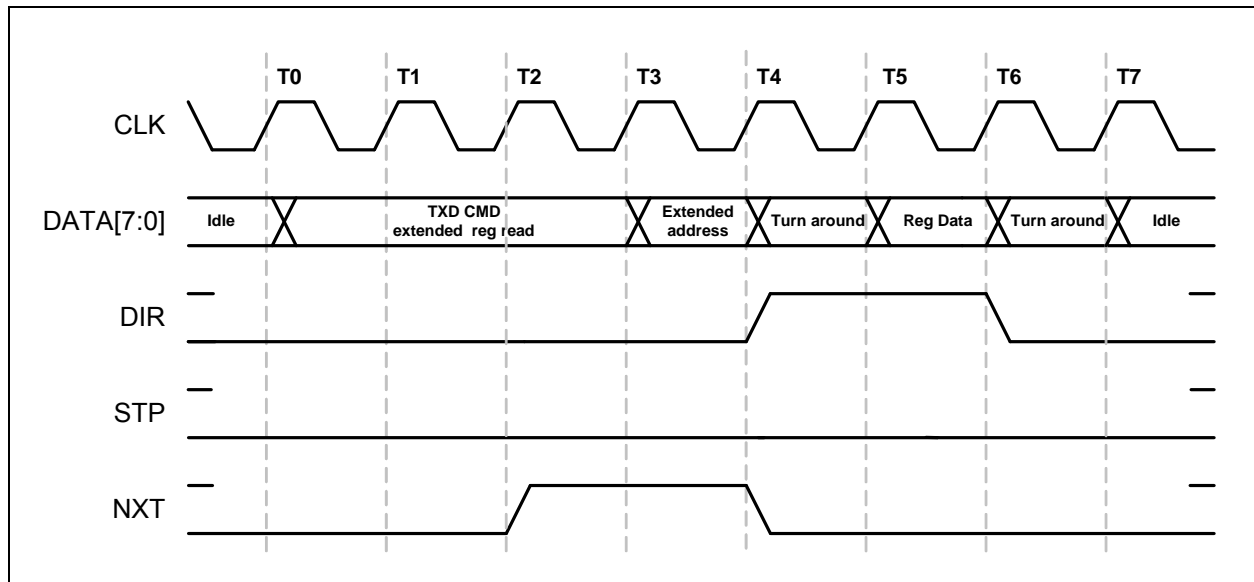 T0 T1 T2 T3 T4 T5 T6 T7
CLK
DATA[7:0]
Idle
TXD CMD
extended reg read
Extended
address
Turn around
Reg Data
Turn around
Idle
DIR
STP
NXT